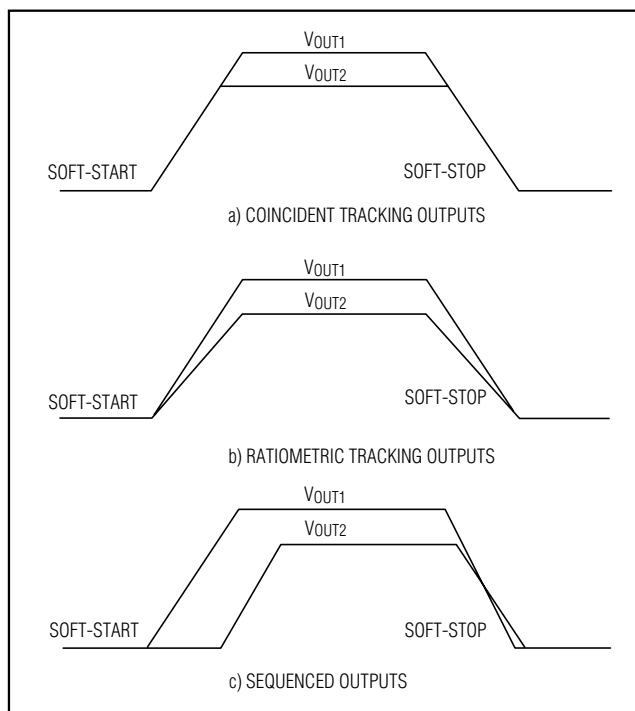 VOUT1
VOUT2
SOFT-START
SOFT-STOP
a) COINCIDENT TRACKING OUTPUTS
VOUT1
VOUT2
SOFT-START
SOFT-STOP
b) RATIOMETRIC TRACKING OUTPUTS
VOUT1
VOUT2
SOFT-START
SOFT-STOP
c) SEQUENCED OUTPUTS